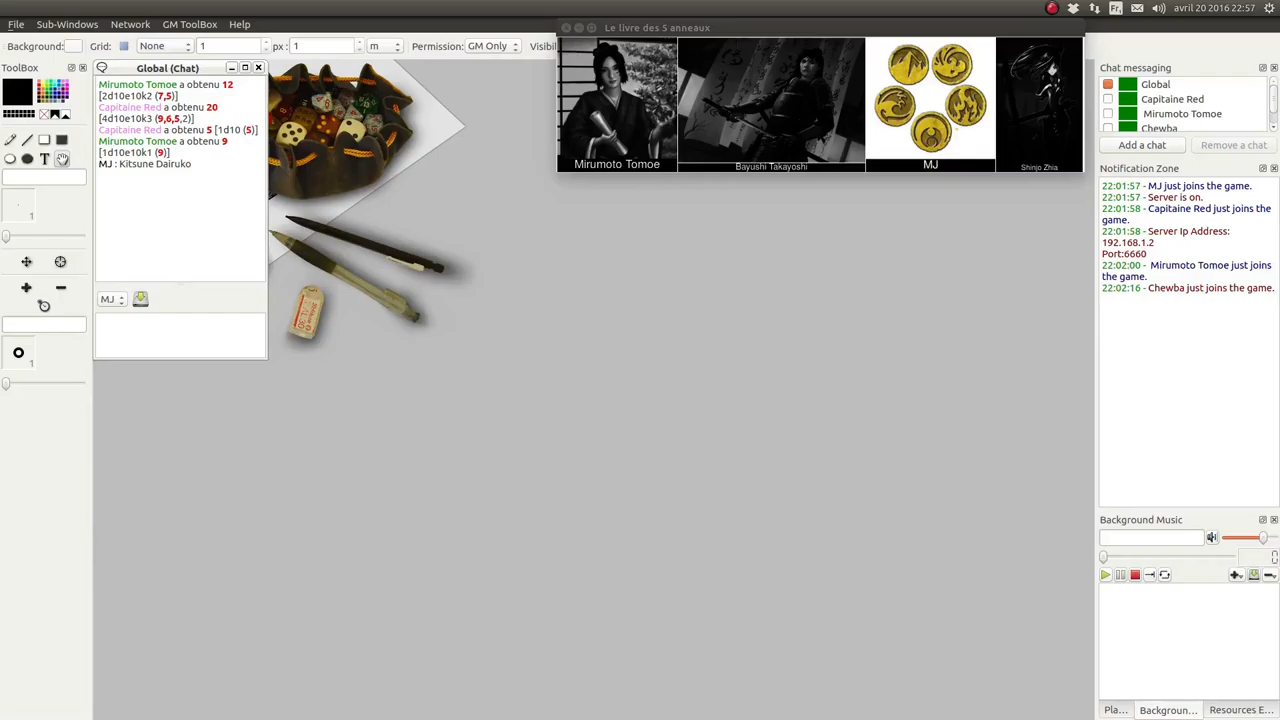 Fr
avril 20 2016 22:57
File Sub-Windows Network GM ToolBox Help
Le livre des 5 anneaux
Background: Grid: None 1 px : 1 m Permission: GM Only Visibil
ToolBox
1
1
Global (Chat)
Mirumoto Tomoe a obtenu 12
[2d10e10k2 (7,5)]
Capitaine Red a obtenu 20
[4d10e10k3 (9,6,5,2)]
Capitaine Red a obtenu 5 [1d10 (5)]
Mirumoto Tomoe a obtenu 9
[1d10e10k1 (9)]
MJ : Kitsune Dairuko
MJ
Mirumoto Tomoe
Bayushi Takayoshi
MJ
Shinjo Zhia
Chat messaging
Global
Capitaine Red
Mirumoto Tomoe
Chewba
Add a chat Remove a chat
Notification Zone
22:01:57 - MJ just joins the game.
22:01:57 - Server is on.
22:01:58 - Capitaine Red just joins the
game.
22:01:58 - Server Ip Address:
192.168.1.2
Port:6660
22:02:00 - Mirumoto Tomoe just joins
the game.
22:02:16 - Chewba just joins the game.
Background Music
0
Pla... Backgroun... Resources E...